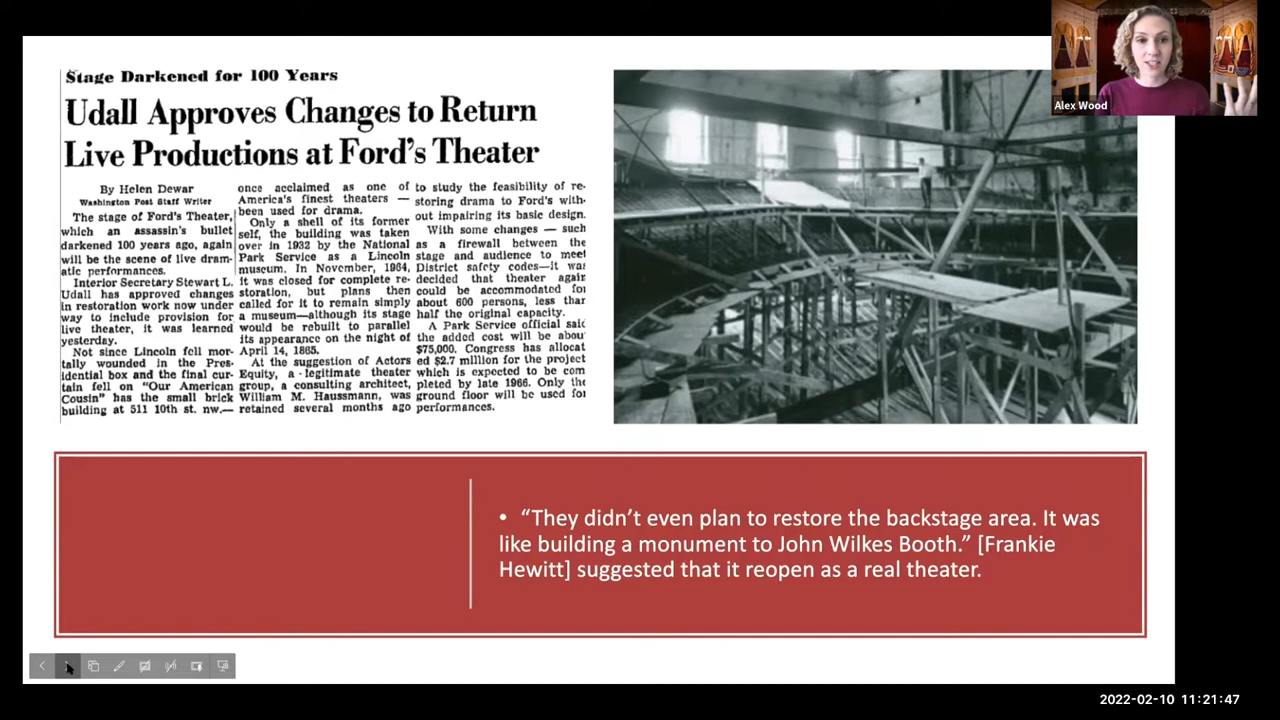 Stage Darkened for 100 Years
Udall Approves Changes to Return
Live Productions at Ford's Theater
By Helen Dewar
Washington Post Staff Writer
The stage of Ford's Theater,
which an assassin's bullet
darkened 100 years ago, again
will be the scene of live dram-
atic performances.
Interior Secretary Stewart L.
Udall has approved changes
in restoration work now under
way to include provision for
live theater, it was learned
yesterday.
Not since Lincoln fell mor-
tally wounded in the Pres-
idential box and the final cur-
tain fell on "Our American
Cousin" has the small brick
building at 511 10th st. nw.—
once acclaimed as one of
America's finest theaters —
been used for drama.
Only a shell of its former
self, the building was taken
over in 1932 by the National
Park Service as a Lincoln
museum. In November, 1964,
it was closed for complete re-
storation, but plans then
called for it to remain simply
a museum—although its stage
would be rebuilt to parallel
its appearance on the night of
April 14, 1865.
At the suggestion of Actors
Equity, a legitimate theater
group, a consulting architect,
William M. Haussmann, was
retained several months ago
to study the feasibility of re-
storing drama to Ford's with-
out impairing its basic design.
With some changes — such
as a firewall between the
stage and audience to meet
District safety codes—it was
decided that theater again
could be accommodated for
about 600 persons, less than
half the original capacity.
A Park Service official said
the added cost will be about
$75,000. Congress has allocat
ed $2.7 million for the project
which is expected to be com
pleted by late 1966. Only the
ground floor will be used for
performances.
• “They didn’t even plan to restore the backstage area. It was
like building a monument to John Wilkes Booth.” [Frankie
Hewitt] suggested that it reopen as a real theater.
Alex Wood
2022-02-10 11:21:47